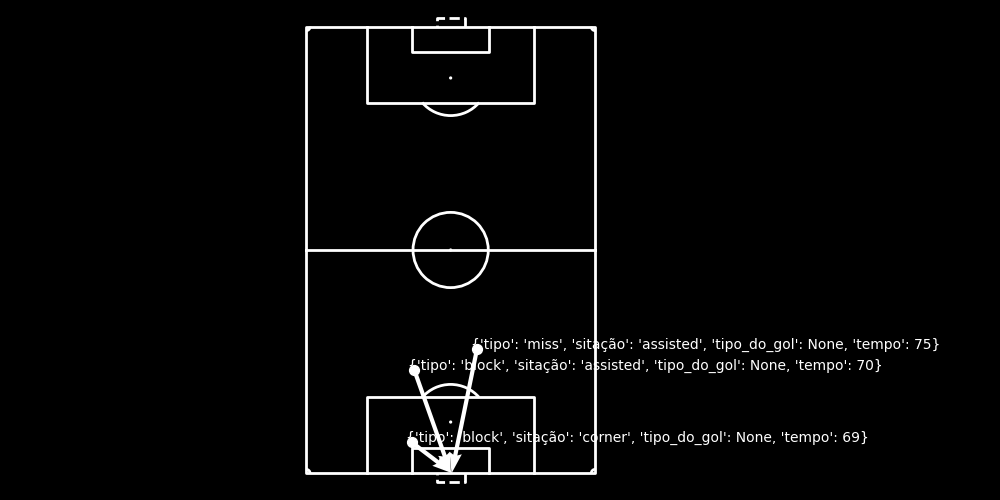 {'tipo': 'miss', 'sitação': 'assisted', 'tipo_do_gol': None, 'tempo': 75}
{'tipo': 'block', 'sitação': 'assisted', 'tipo_do_gol': None, 'tempo': 70}
{'tipo': 'block', 'sitação': 'corner', 'tipo_do_gol': None, 'tempo': 69}